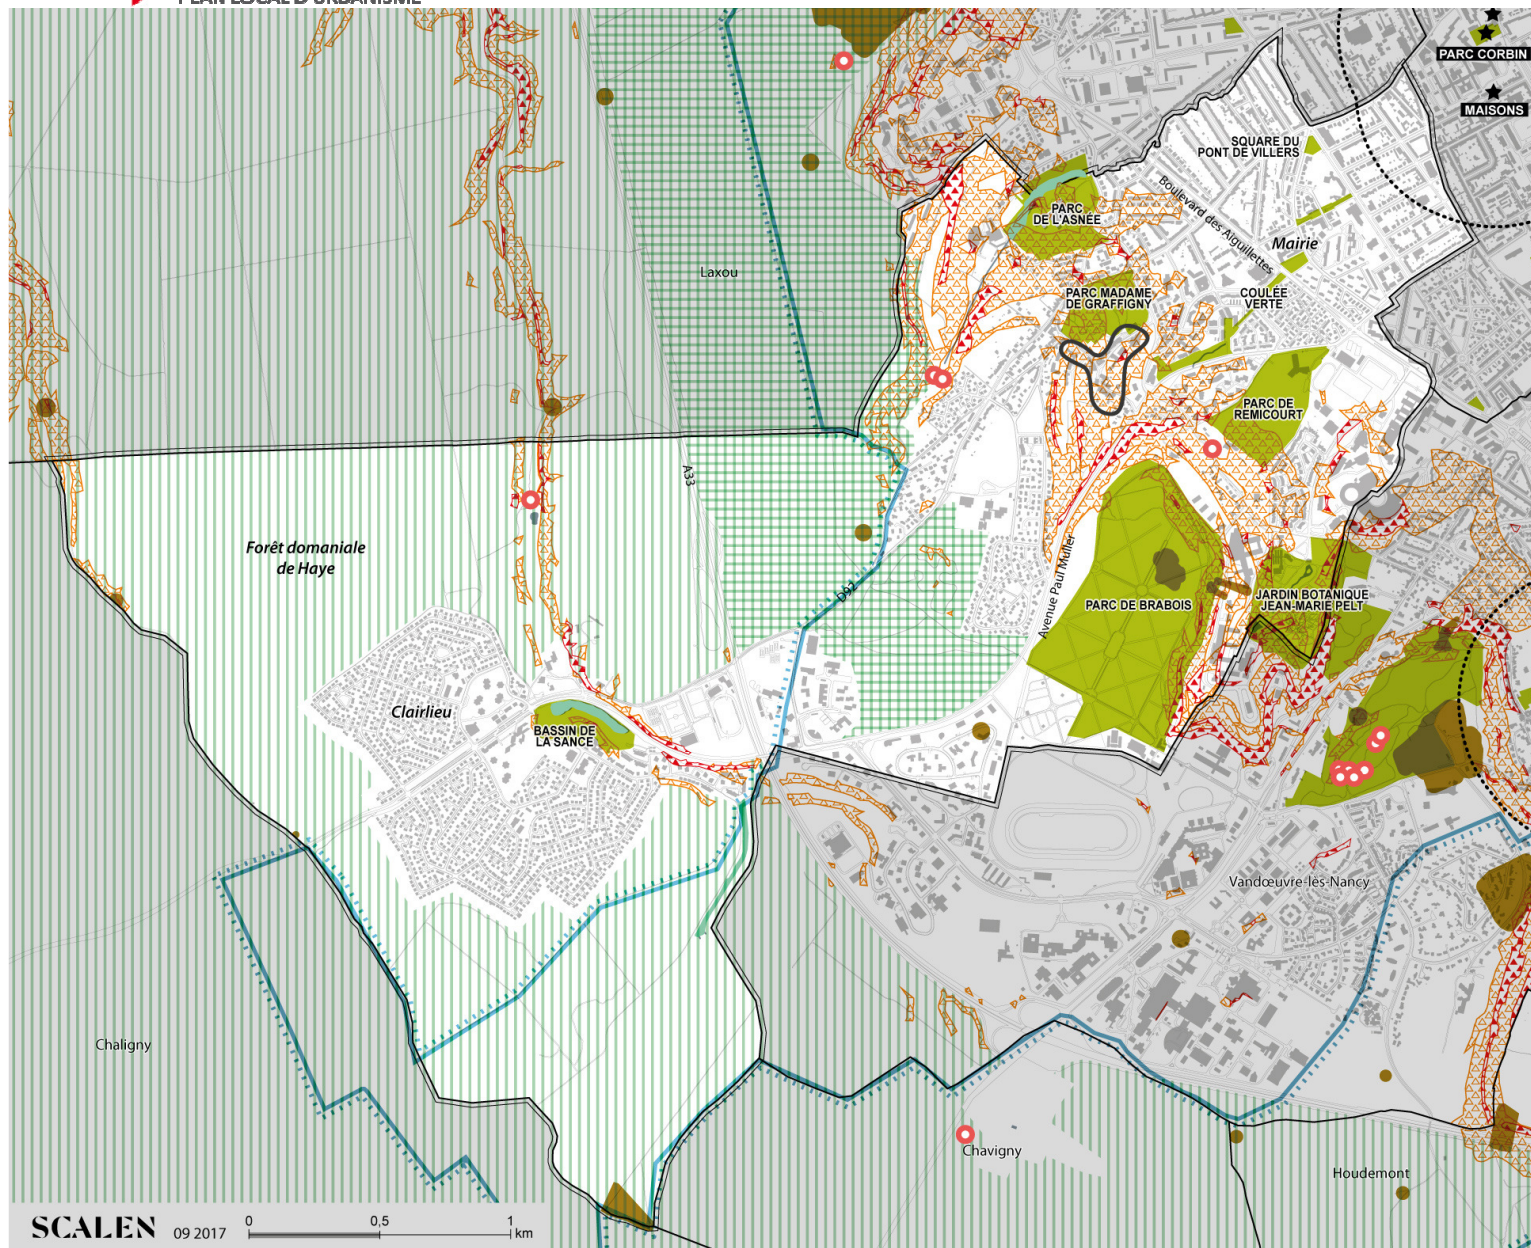 PLAN LOCAL D'URBANISME
PARC CORBIN
MAISONS
SQUARE DU
PONT DE VILLERS
Boulevard des Aiguillettes
PARC
DE L'ASNÉE
Mairie
Laxou
PARC MADAME
DE GRAFFIGNY
COULÉE
VERTE
PARC DE
REMICOURT
A33
Forêt domaniale
de Haye
Avenue Paul Muller
D92
PARC DE BRABOIS
JARDIN BOTANIQUE
JEAN-MARIE PELT
Clairlieu
BASSIN DE
LA SANCE
Vandœuvre-lès-Nancy
Chaligny
Chavigny
Houdemont
SCALEN
09 2017
0
0,5
1
km